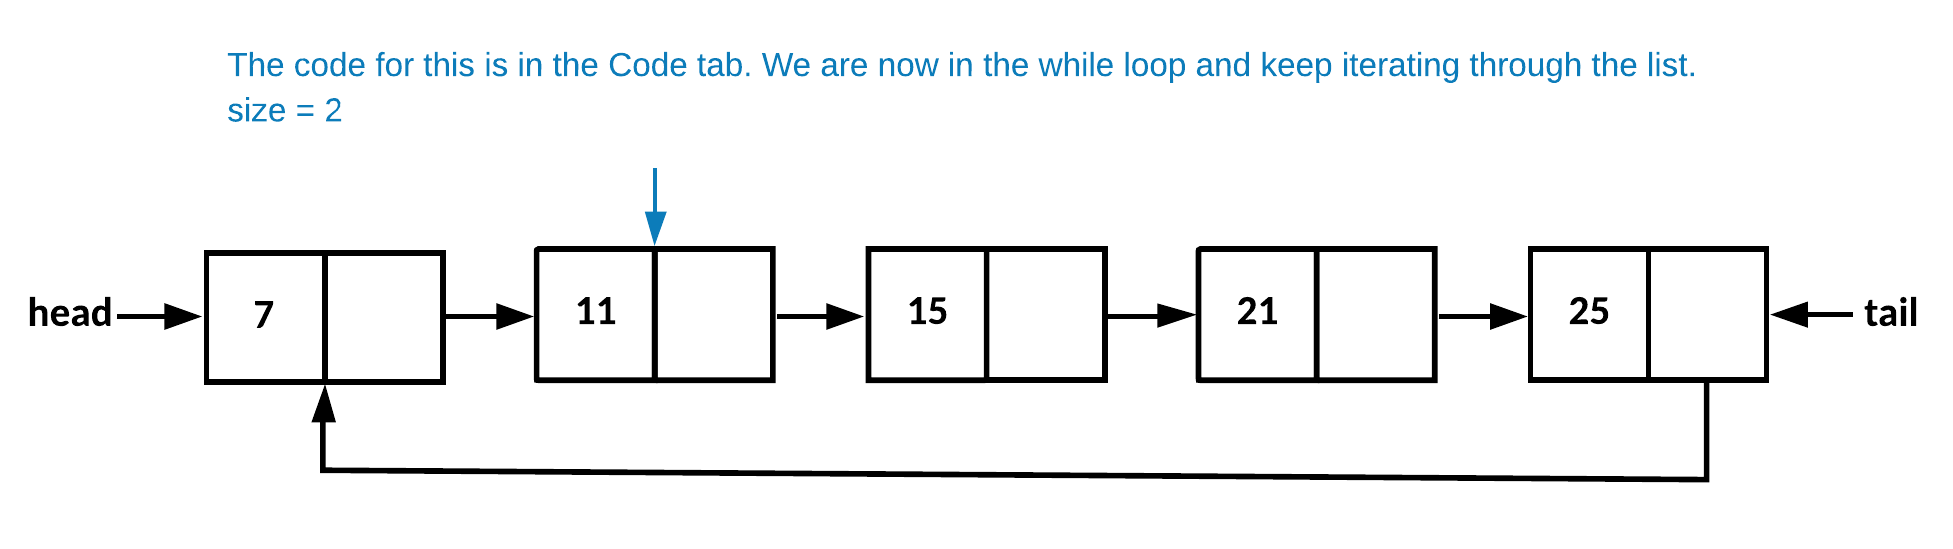 The code for this is in the Code tab. We are now in the while loop and keep iterating through the list.
size = 2
head 7 11 15 21 25 tail